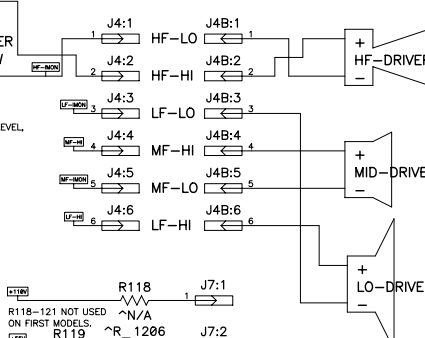 J4:1 J4B:1
ER 1 HF-LO 1 +
HF-DRIVER
HF-IMON J4:2 J4B:2
2 HF-HI 2 −
LF-IMON J4:3 J4B:3
3 LF-LO 3
EVEL,
MF-HI J4:4 J4B:4
4 MF-HI 4 +
MID-DRIVE
MF-IMON J4:5 J4B:5
5 MF-LO 5 −
LF-HI J4:6 J4B:6
6 LF-HI 6
+
LO-DRIVE
−
+110V R118 J7:1
^N/A 1
R118-121 NOT USED
ON FIRST MODELS.
R119 ^R_1206 J7:2